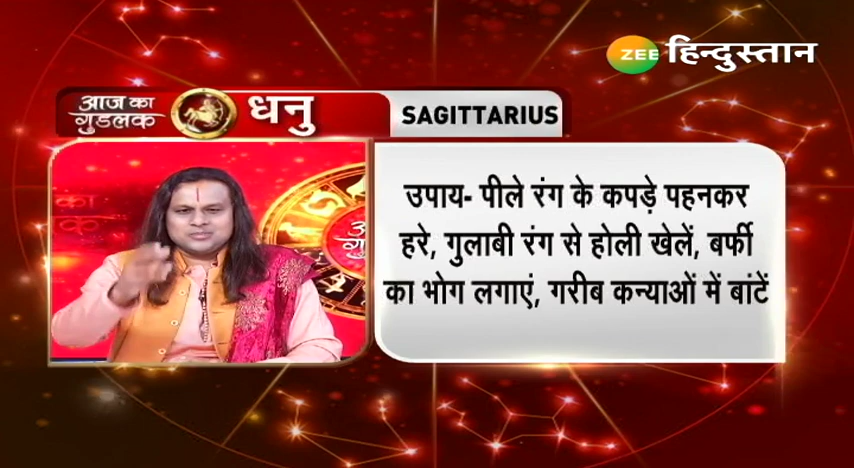 ZEE हिन्दुस्तान
आज का
गुडलक
धनु
SAGITTARIUS
उपाय- पीले रंग के कपड़े पहनकर
हरे, गुलाबी रंग से होली खेलें, बर्फी
का भोग लगाएं, गरीब कन्याओं में बांटें